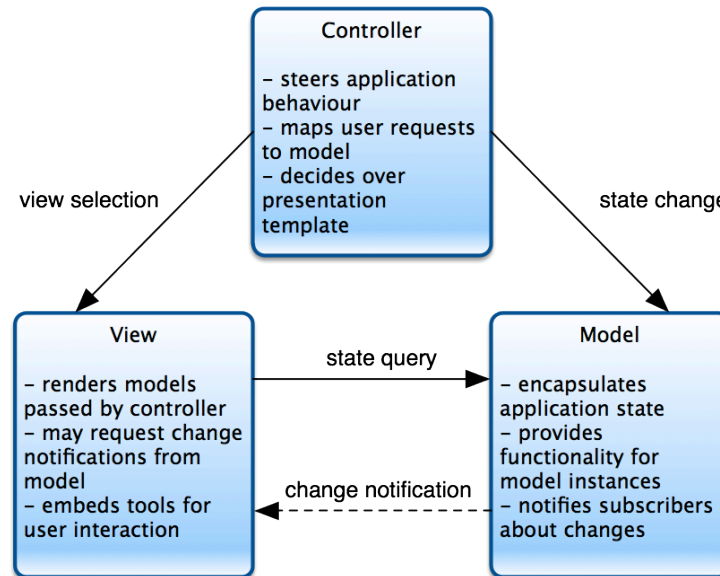 Controller
– steers application
behaviour
– maps user requests
to model
– decides over
presentation
template
view selection
state change
View
– renders models
passed by controller
– may request change
notifications from
model
– embeds tools for
user interaction
state query
change notification
Model
– encapsulates
application state
– provides
functionality for
model instances
– notifies subscribers
about changes